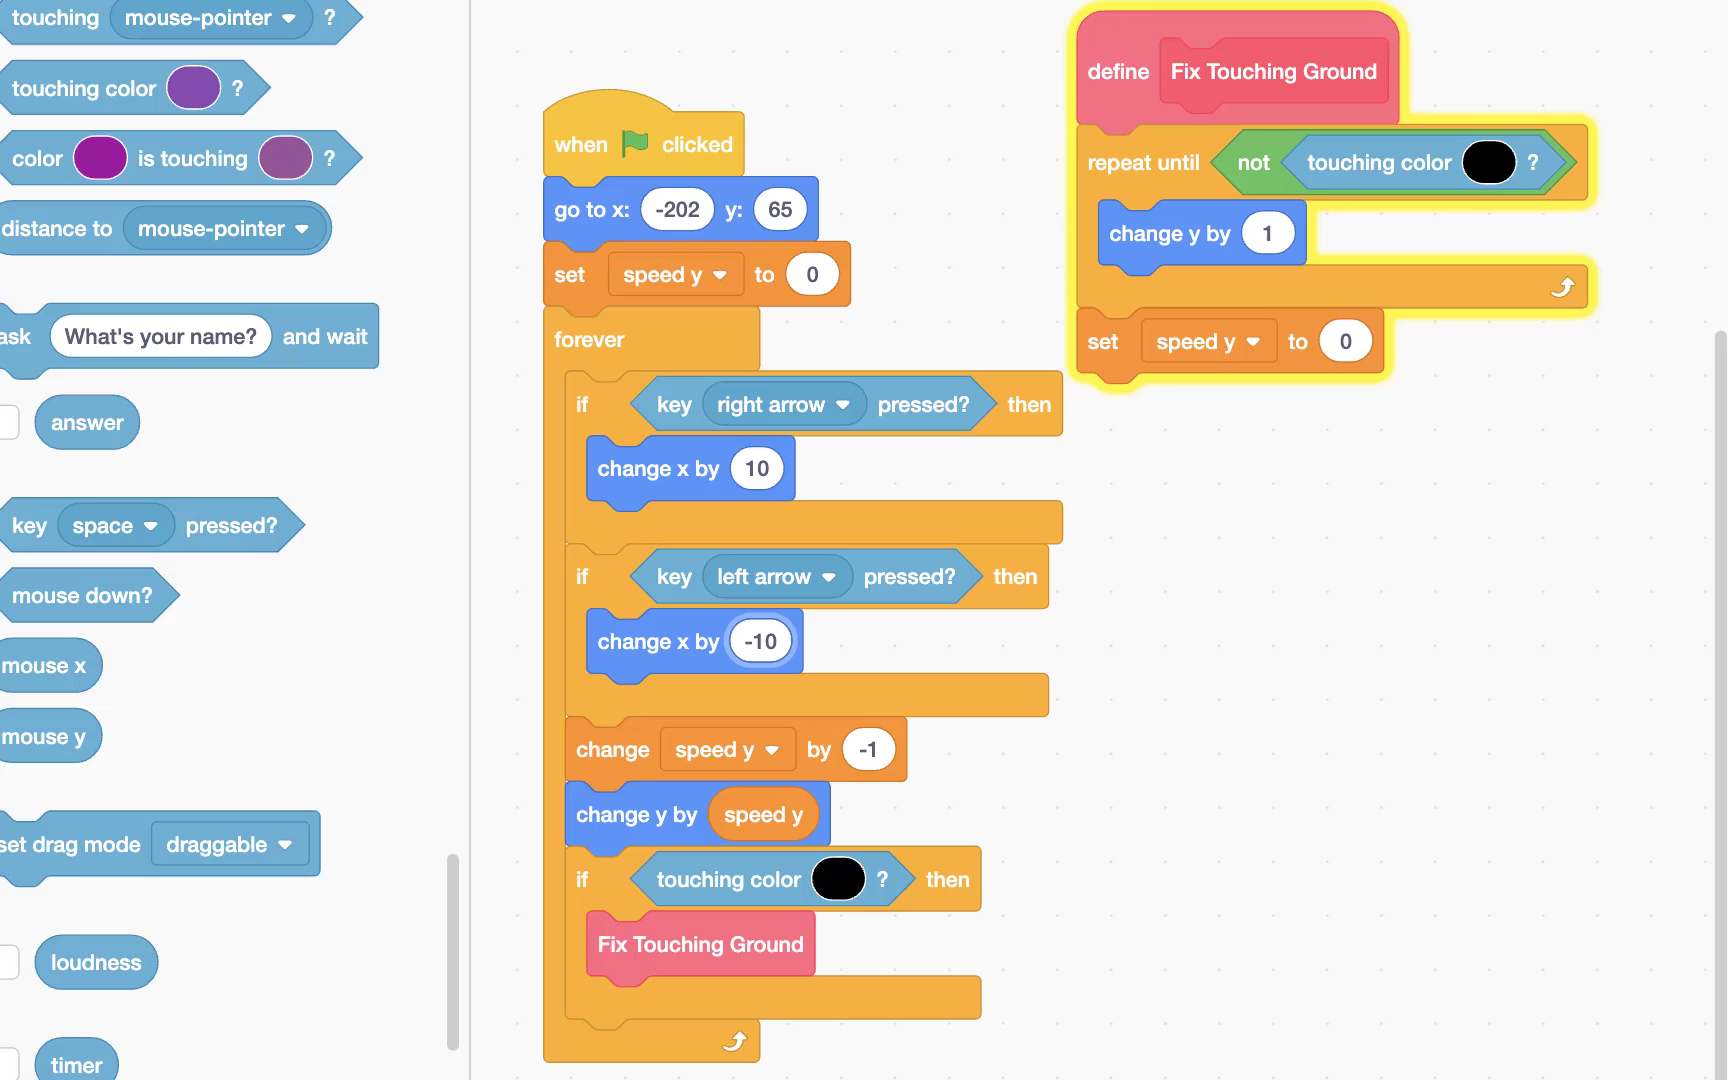 touching mouse-pointer ?
touching color ?
color is touching ?
distance to mouse-pointer
ask What's your name? and wait
answer
key space pressed?
mouse down?
mouse x
mouse y
set drag mode draggable
loudness
timer
when clicked
go to x: -202 y: 65
set speed y to 0
forever
if key right arrow pressed? then
change x by 10
if key left arrow pressed? then
change x by -10
change speed y by -1
change y by speed y
if touching color ? then
Fix Touching Ground
define Fix Touching Ground
repeat until not touching color ?
change y by 1
set speed y to 0